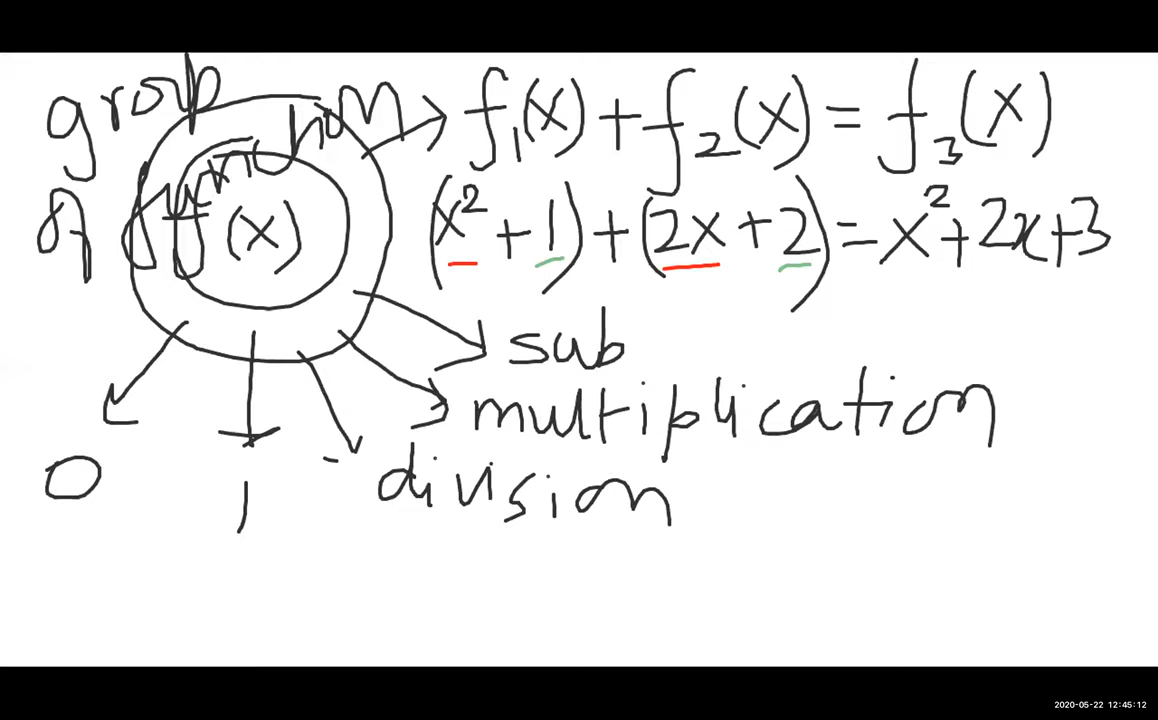 group f₁(x) + f₂(x) = f₃(x)
of function
f(x) (x² + 1) + (2x + 2) = x² + 2x + 3
sub
multiplication
0 1 - division
2020-05-22 12:45:12